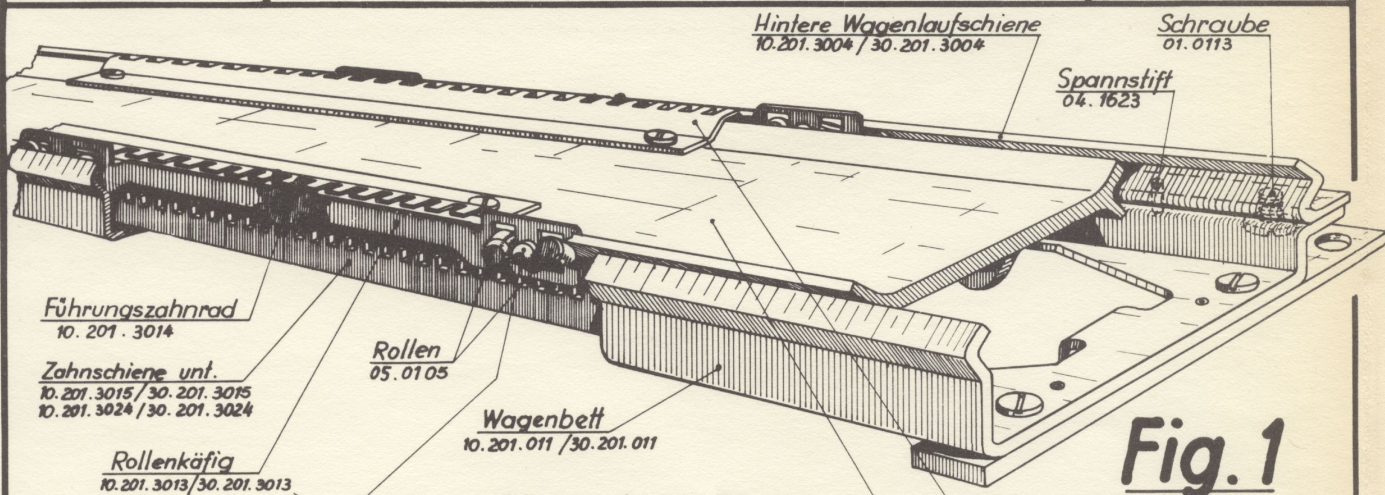 Hintere Wagenlaufschiene
10.201.3004/30.201.3004
Schraube
01.0113
Spannstift
04.1623
Führungszahnrad
10.201.3014
Zahnschiene unt.
10.201.3015/30.201.3015
10.201.3024/30.201.3024
Rollen
05.0105
Wagenbett
10.201.011/30.201.011
Rollenkäfig
10.201.3013/30.201.3013
Fig.1